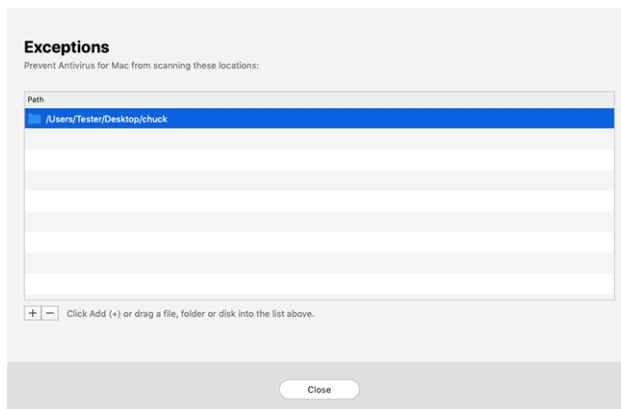 Exceptions
Prevent Antivirus for Mac from scanning these locations:
Path
/Users/Tester/Desktop/chuck
Click Add (+) or drag a file, folder or disk into the list above.
Close